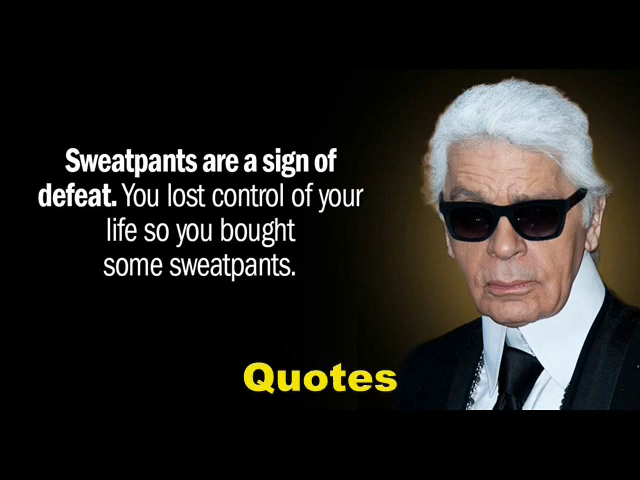 Sweatpants are a sign of
defeat. You lost control of your
life so you bought
some sweatpants.
Quotes